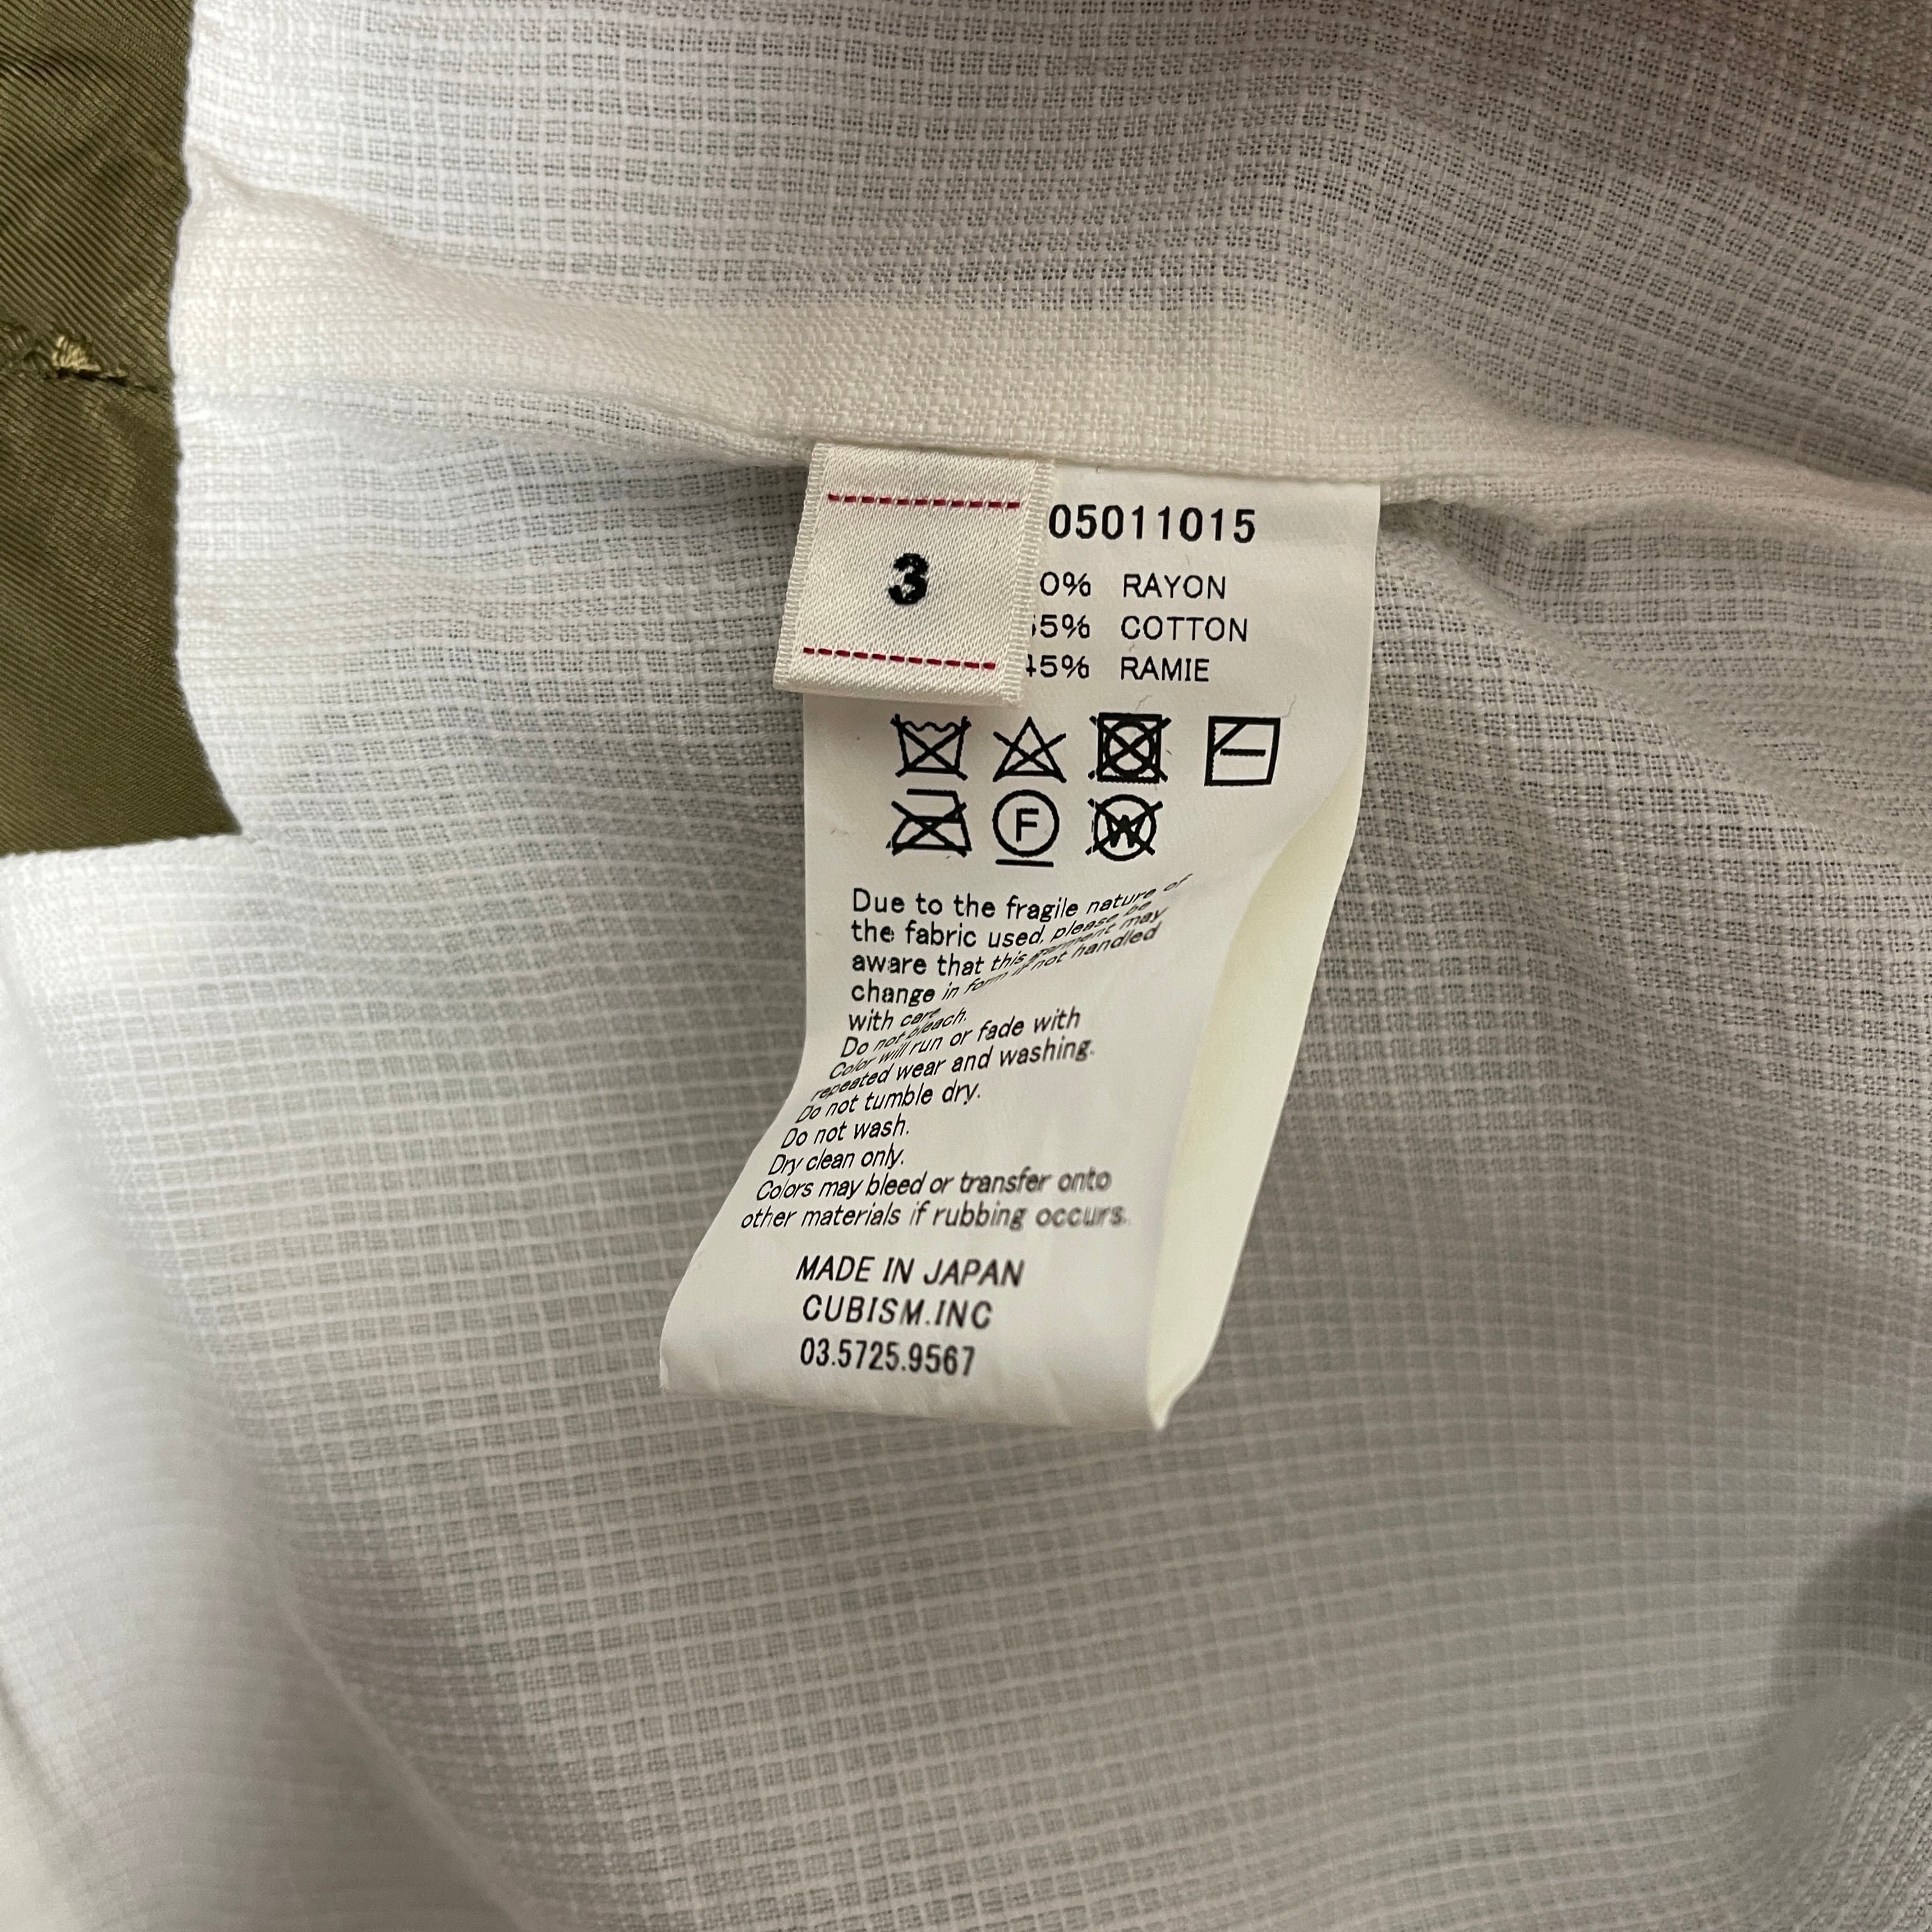 3
05011015
0% RAYON
5% COTTON
45% RAMIE
F
W
Due to the fragile nature of
the fabric used, please be
aware that this garment may
change in form if not handled
with care.
Do not bleach.
Color will run or fade with
repeated wear and washing.
Do not tumble dry.
Do not wash.
Dry clean only.
Colors may bleed or transfer onto
other materials if rubbing occurs.
MADE IN JAPAN
CUBISM.INC
03.5725.9567